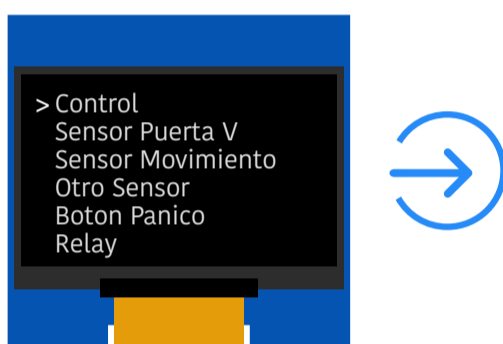 > Control
Sensor Puerta V
Sensor Movimiento
Otro Sensor
Boton Panico
Relay